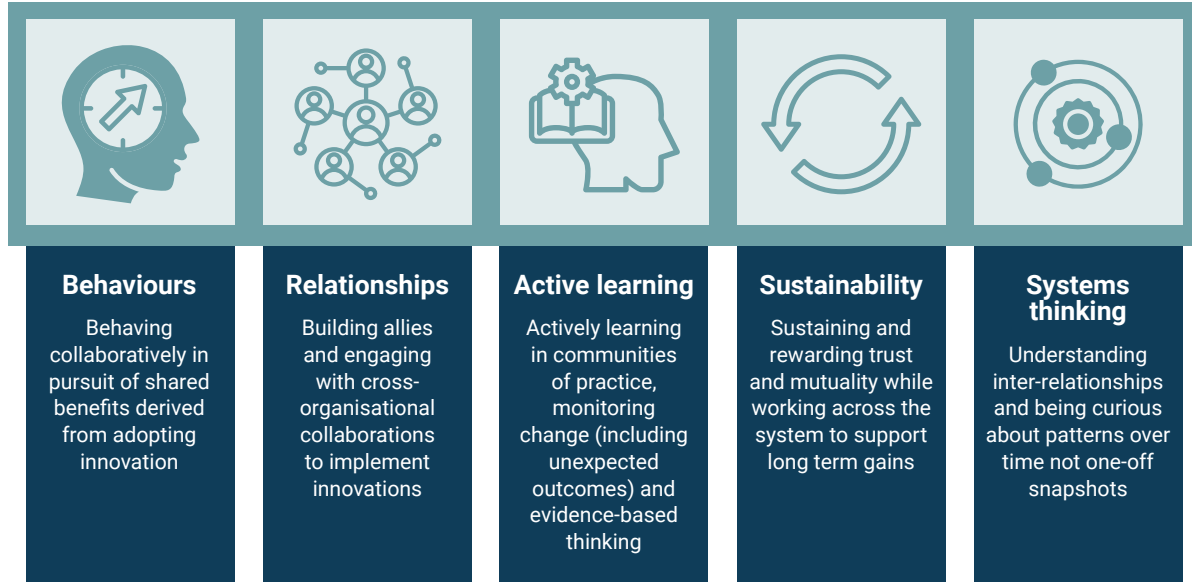 Behaviours
Behaving
collaboratively in
pursuit of shared
benefits derived
from adopting
innovation
Relationships
Building allies
and engaging
with cross-
organisational
collaborations
to implement
innovations
Active learning
Actively learning
in communities
of practice,
monitoring
change (including
unexpected
outcomes) and
evidence-based
thinking
Sustainability
Sustaining and
rewarding trust
and mutuality while
working across the
system to support
long term gains
Systems
thinking
Understanding
inter-relationships
and being curious
about patterns over
time not one-off
snapshots